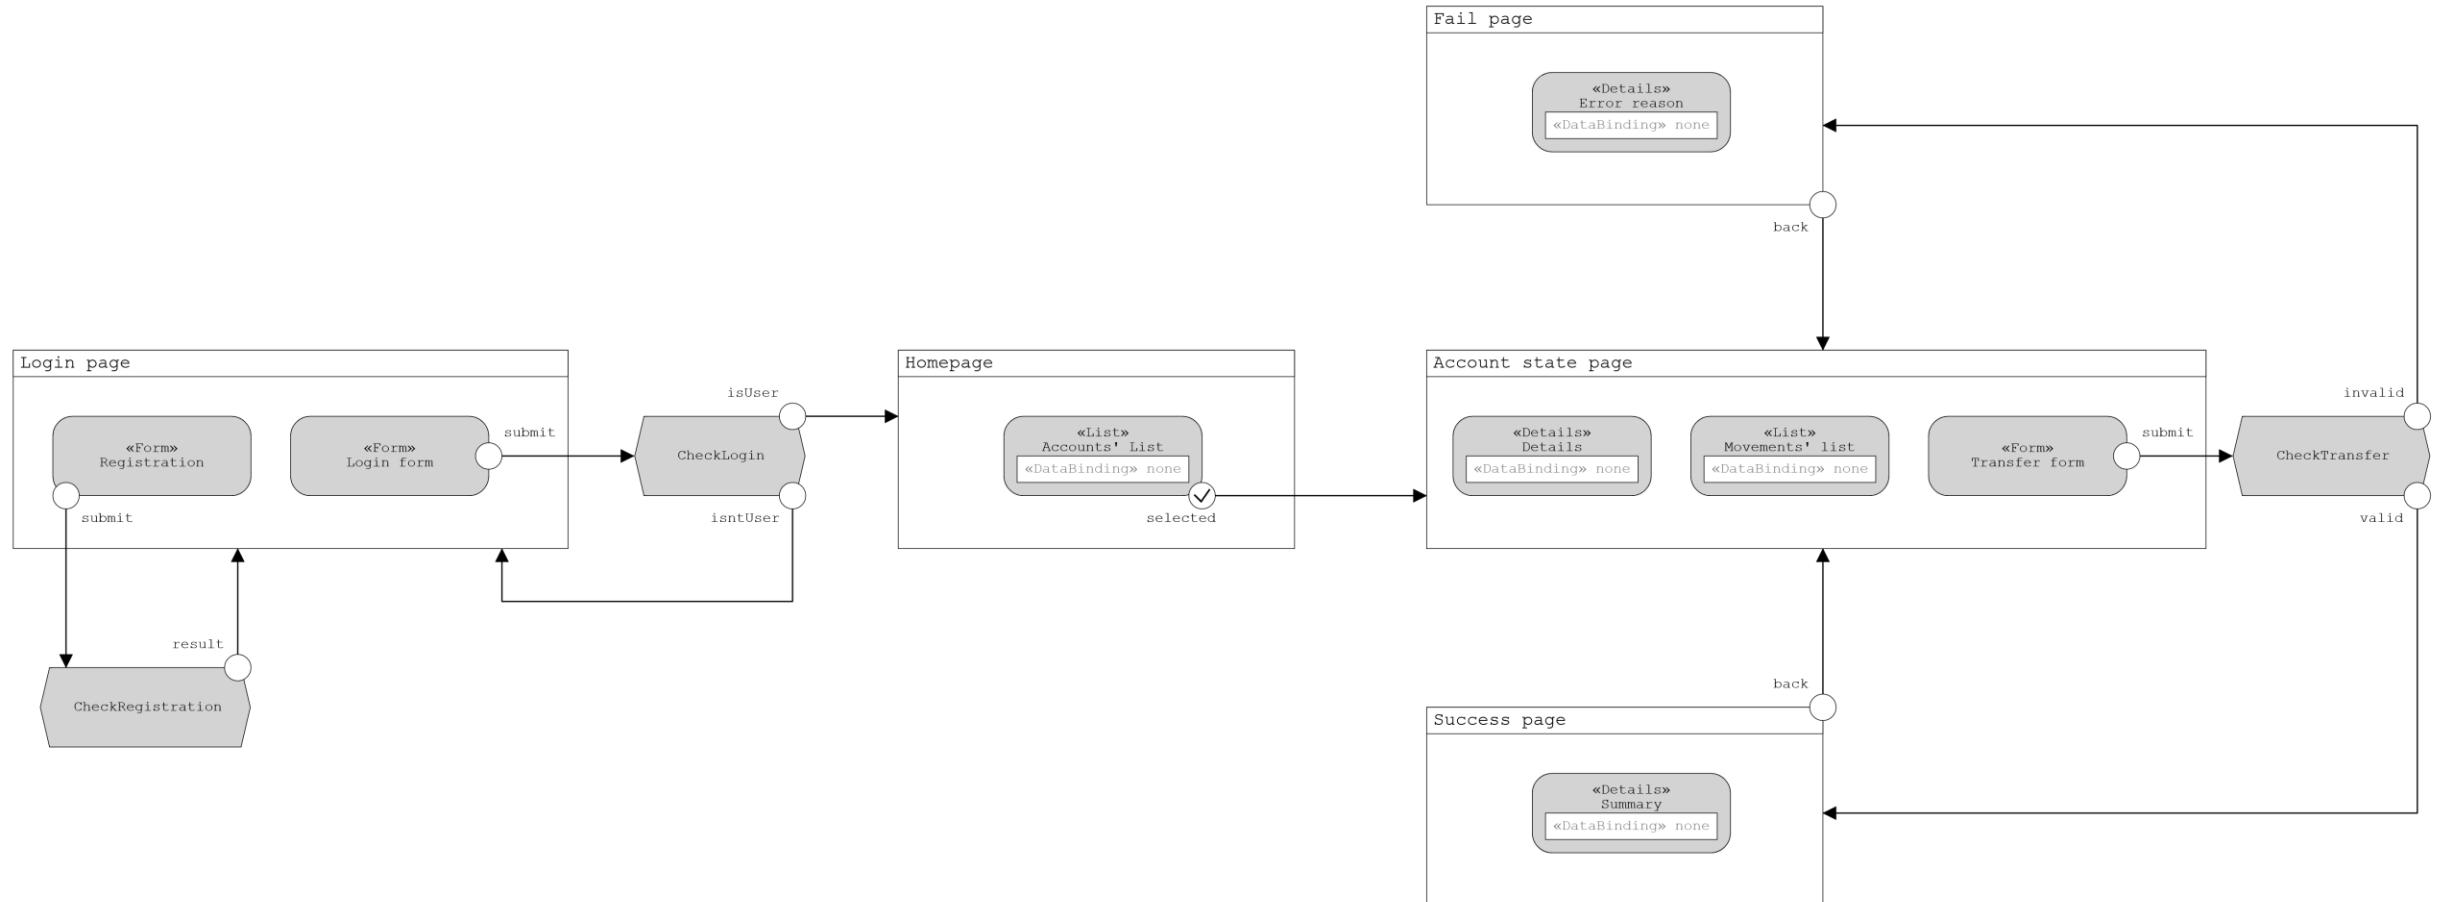 Fail page
«Details»
Error reason
«DataBinding» none
back
Login page
«Form»
Registration
submit
«Form»
Login form
submit
result
CheckRegistration
isUser
CheckLogin
isntUser
Homepage
«List»
Accounts' List
«DataBinding» none
selected
Account state page
«Details»
Details
«DataBinding» none
«List»
Movements' list
«DataBinding» none
«Form»
Transfer form
submit
invalid
CheckTransfer
valid
back
Success page
«Details»
Summary
«DataBinding» none